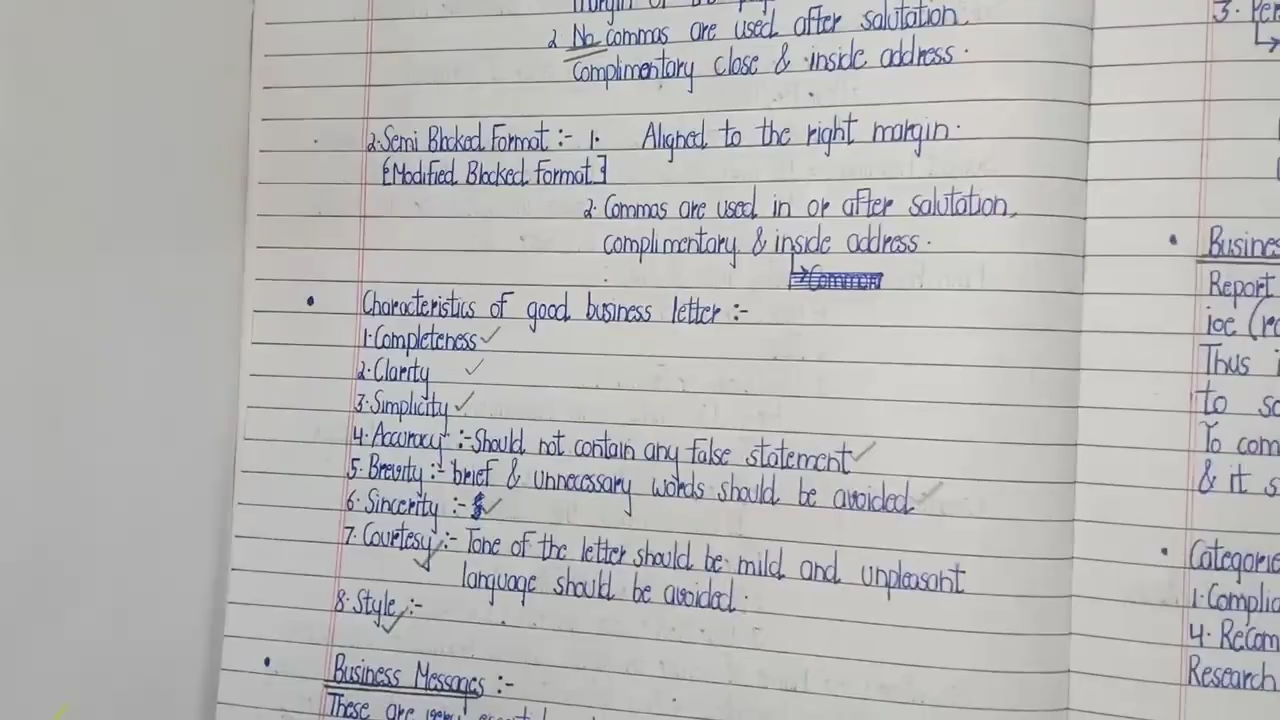 2 No commas are used after salutation,
complimentary close & inside address.
2. Semi Blocked Format :- 1. Aligned to the right margin.
[Modified Blocked Format]
2. Commas are used in or after salutation,
complimentary & inside address.
• Characteristics of good business letter :-
1. Completeness ✓
2. Clarity ✓
3. Simplicity ✓
4. Accuracy :- Should not contain any false statement ✓
5. Brevity :- brief & unnecessary words should be avoided ✓
6. Sincerity :- ✓
7. Courtesy :- Tone of the letter should be mild and unpleasant
language should be avoided.
8. Style :-
• Business Messages :-
These are
3.
•
Report
Thus
to
To com
& it s
•
1.
4.
Research